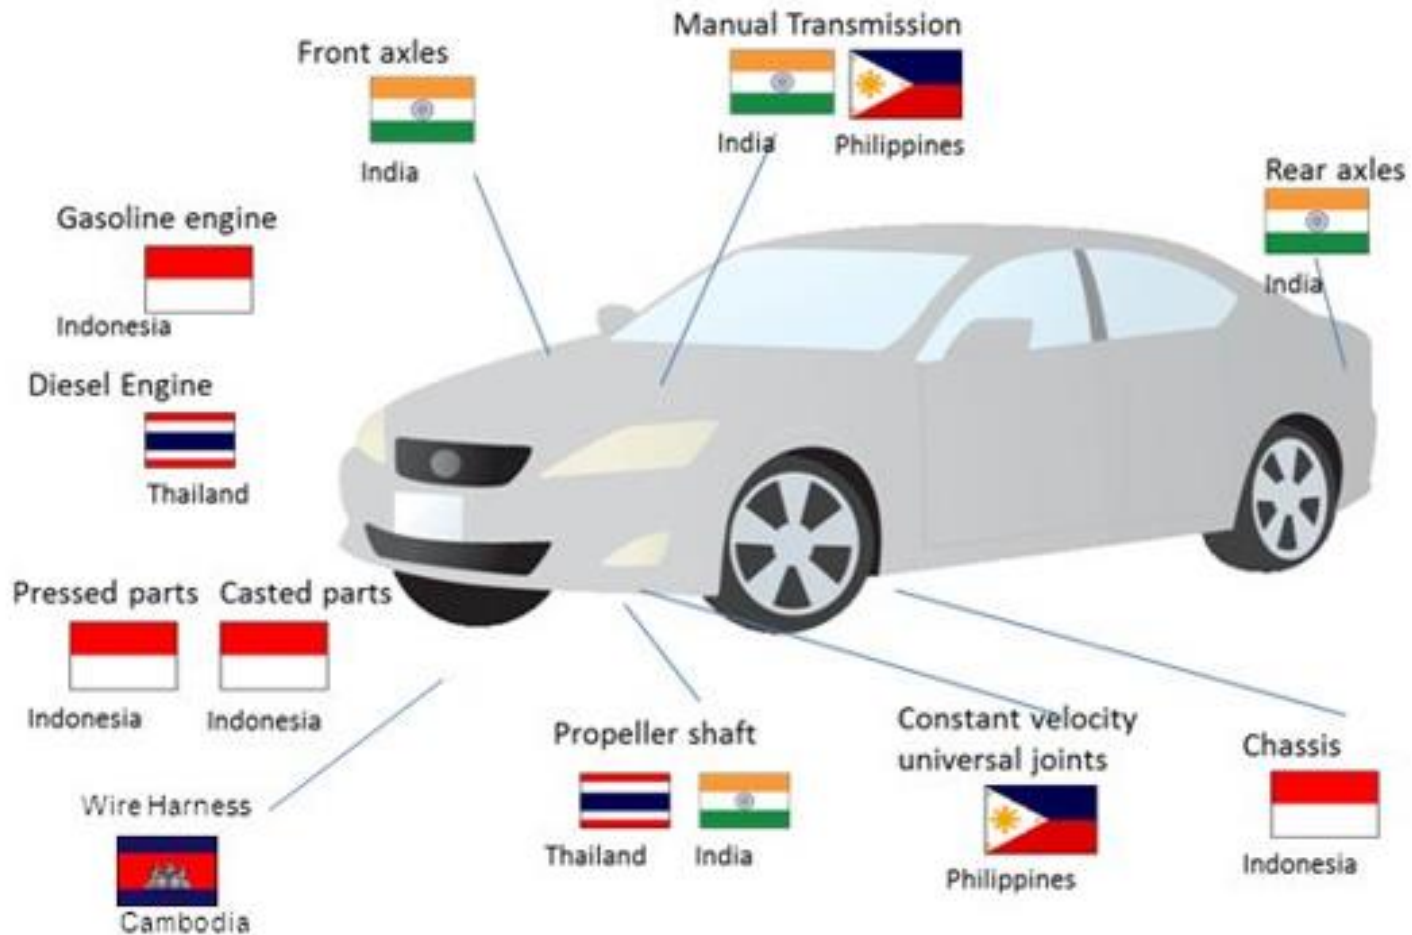 Manual Transmission
India
Philippines
Front axles
India
Rear axles
India
Gasoline engine
Indonesia
Diesel Engine
Thailand
Pressed parts
Indonesia
Casted parts
Indonesia
Wire Harness
Cambodia
Propeller shaft
Thailand
India
Constant velocity
universal joints
Philippines
Chassis
Indonesia